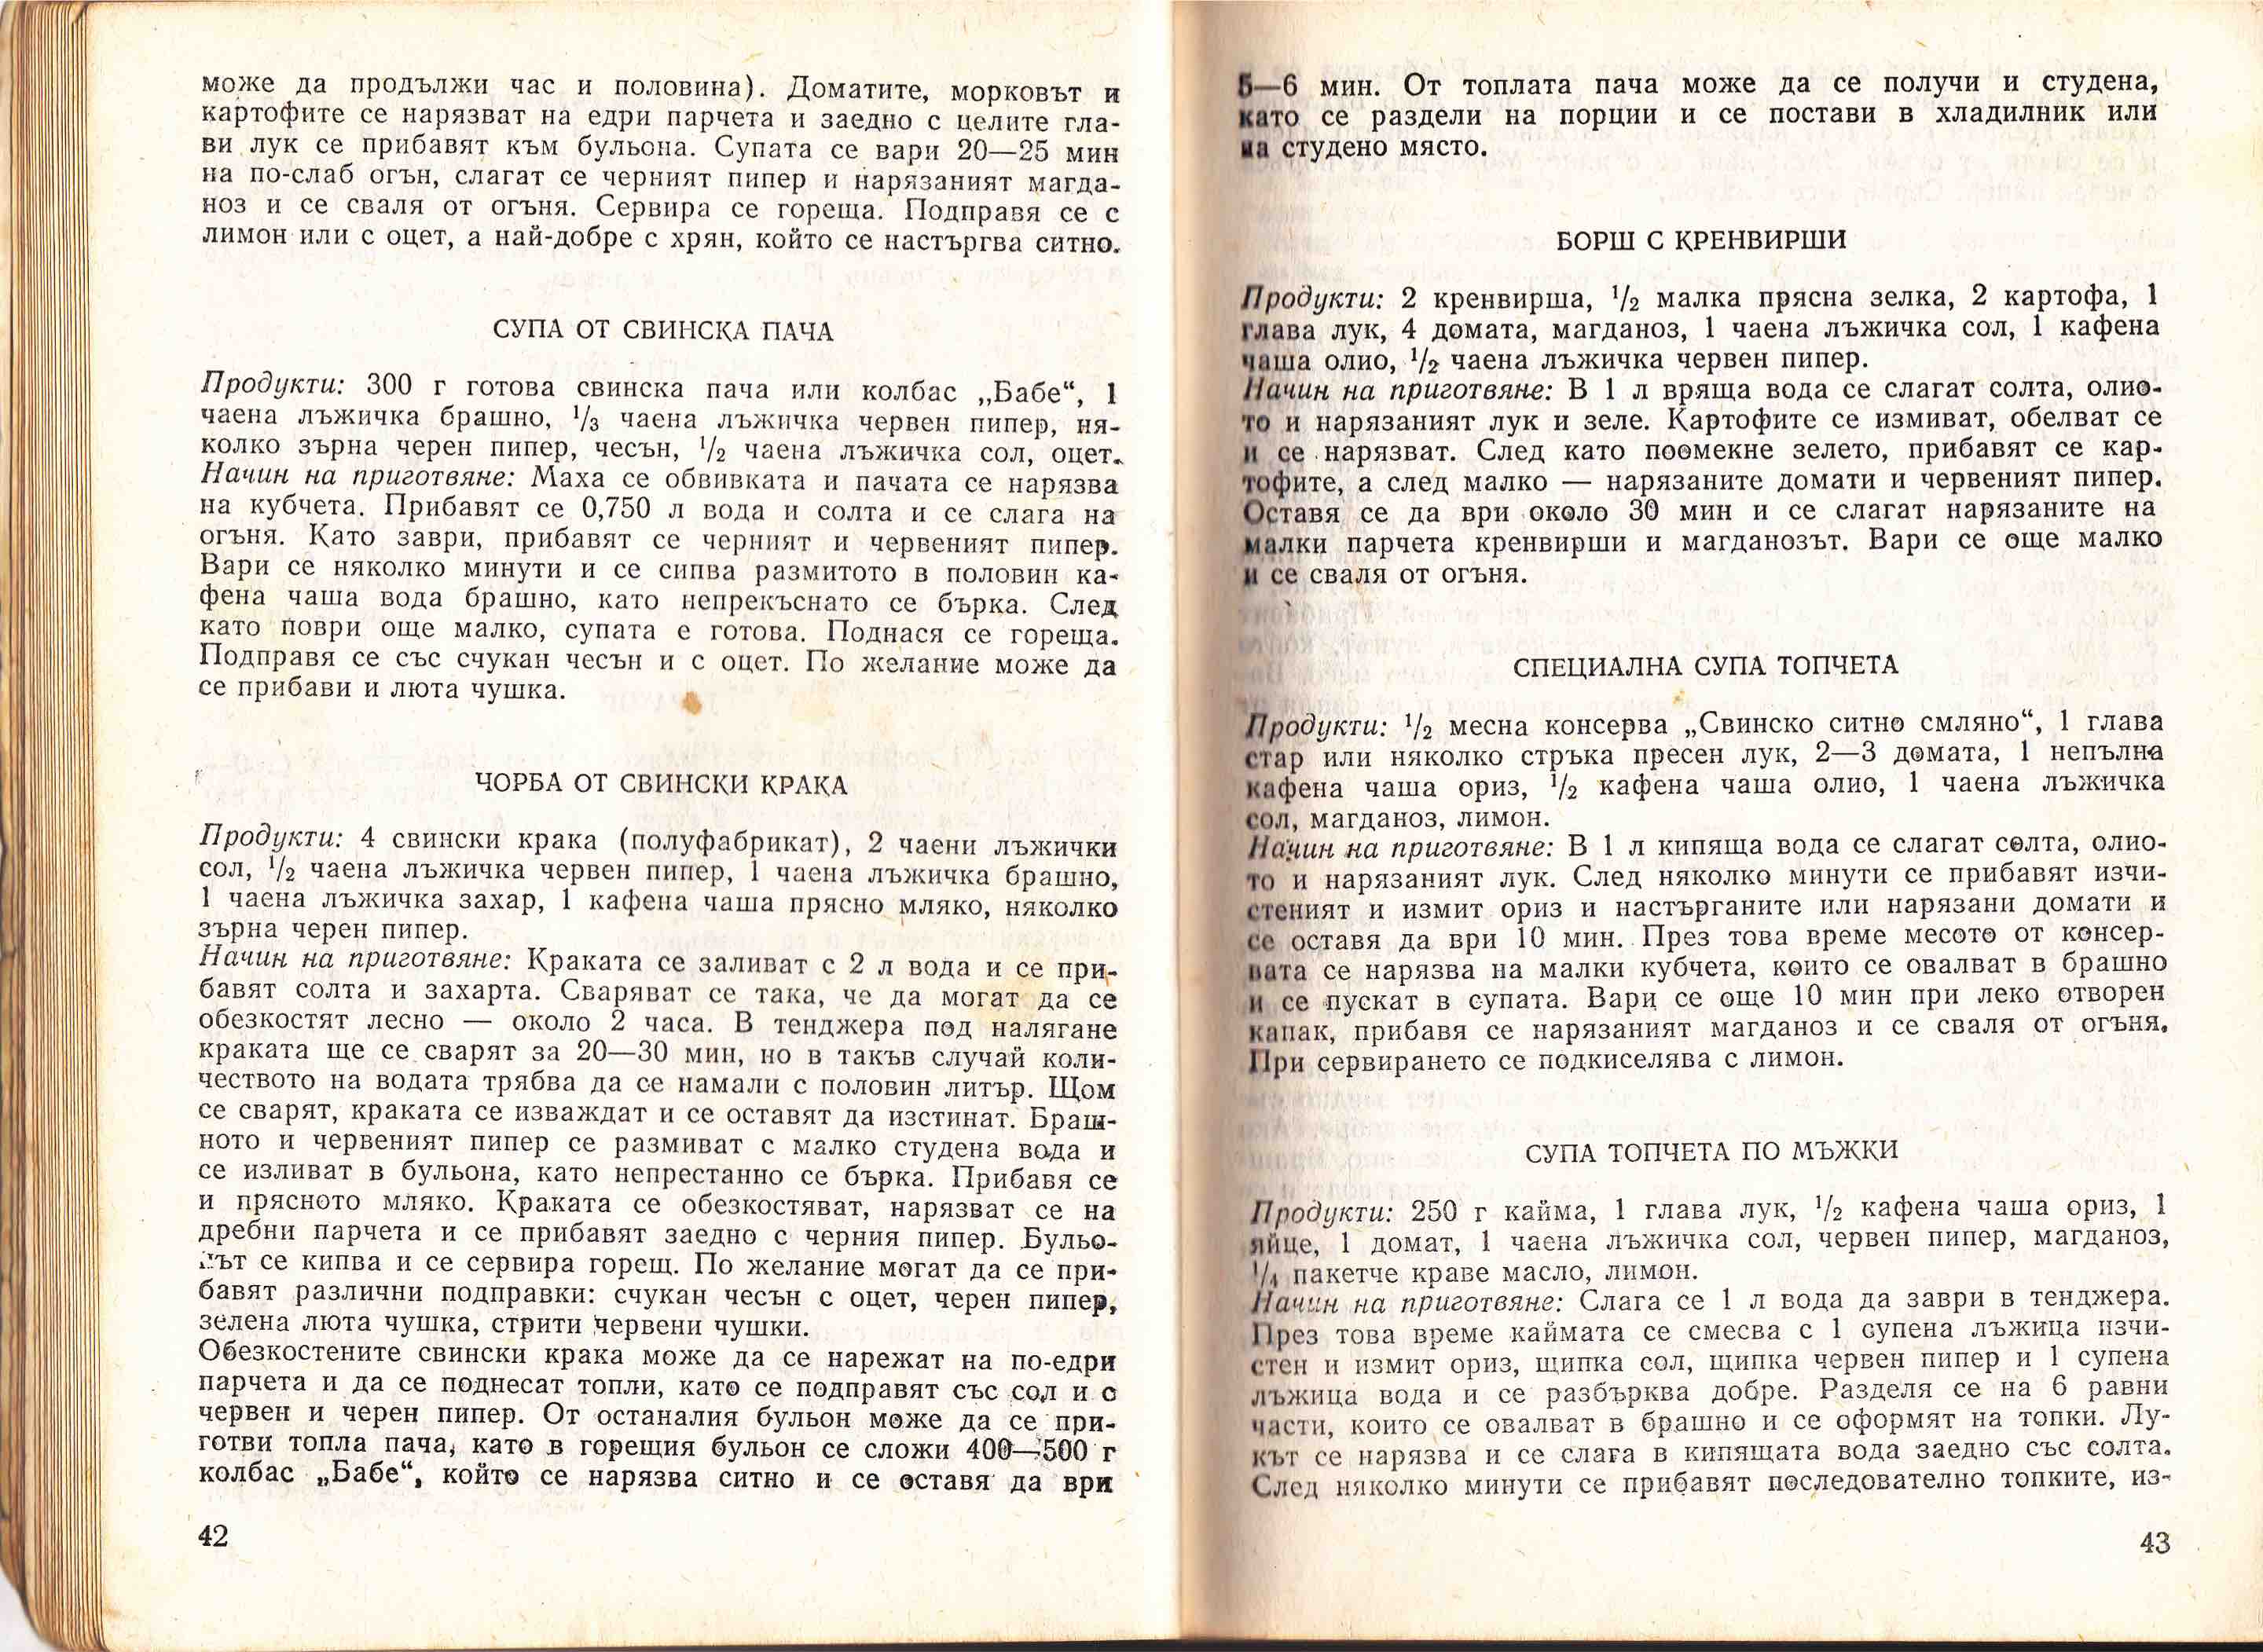 може да продължи час и половина). Доматите, морковът и
картофите се нарязват на едри парчета и заедно с целите гла-
ви лук се прибавят към бульона. Супата се вари 20—25 мин
на по-слаб огън, слагат се черният пипер и нарязаният магда-
ноз и се сваля от огъня. Сервира се гореща. Подправя се с
лимон или с оцет, а най-добре с хрян, който се настъргва ситно.
СУПА ОТ СВИНСКА ПАЧА
Продукти: 300 г готова свинска пача или колбас „Бабе“, 1
чаена лъжичка брашно, 1/3 чаена лъжичка червен пипер, ня-
колко зърна черен пипер, чесън, 1/2 чаена лъжичка сол, оцет.
Начин на приготвяне: Маха се обвивката и пачата се нарязва
на кубчета. Прибавят се 0,750 л вода и солта и се слага на
огъня. Като заври, прибавят се черният и червеният пипер.
Вари се няколко минути и се сипва размитото в половин ка-
фена чаша вода брашно, като непрекъснато се бърка. След
като поври още малко, супата е готова. Поднася се гореща.
Подправя се със счукан чесън и с оцет. По желание може да
се прибави и люта чушка.
ЧОРБА ОТ СВИНСКИ КРАКА
Продукти: 4 свински крака (полуфабрикат), 2 чаени лъжички
сол, 1/2 чаена лъжичка червен пипер, 1 чаена лъжичка брашно,
1 чаена лъжичка захар, 1 кафена чаша прясно мляко, няколко
зърна черен пипер.
Начин на приготвяне: Краката се заливат с 2 л вода и се при-
бавят солта и захарта. Сваряват се така, че да могат да се
обезкостят лесно — около 2 часа. В тенджера под налягане
краката ще се сварят за 20—30 мин, но в такъв случай коли-
чеството на водата трябва да се намали с половин литър. Щом
се сварят, краката се изваждат и се оставят да изстинат. Браш-
ното и червеният пипер се размиват с малко студена вода и
се изливат в бульона, като непрестанно се бърка. Прибавя се
и прясното мляко. Краката се обезкостяват, нарязват се на
дребни парчета и се прибавят заедно с черния пипер. Бульо-
нът се кипва и се сервира горещ. По желание могат да се при-
бавят различни подправки: счукан чесън с оцет, черен пипер,
зелена люта чушка, стрити червени чушки.
Обезкостените свински крака може да се нарежат на по-едри
парчета и да се поднесат топли, като се подправят със сол и с
червен и черен пипер. От останалия бульон може да се при-
готви топла пача, като в горещия бульон се сложи 400—500 г
колбас „Бабе“, който се нарязва ситно и се оставя да ври
42
5—6 мин. От топлата пача може да се получи и студена,
като се раздели на порции и се постави в хладилник или
на студено място.
БОРШ С КРЕНВИРШИ
Продукти: 2 кренвирша, 1/2 малка прясна зелка, 2 картофа, 1
глава лук, 4 домата, магданоз, 1 чаена лъжичка сол, 1 кафена
чаша олио, 1/2 чаена лъжичка червен пипер.
Начин на приготвяне: В 1 л вряща вода се слагат солта, олио-
то и нарязаният лук и зеле. Картофите се измиват, обелват се
и се нарязват. След като поомекне зелето, прибавят се кар-
тофите, а след малко — нарязаните домати и червеният пипер.
Оставя се да ври около 30 мин и се слагат нарязаните на
малки парчета кренвирши и магданозът. Вари се още малко
и се сваля от огъня.
СПЕЦИАЛНА СУПА ТОПЧЕТА
Продукти: 1/2 месна консерва „Свинско ситно смляно“, 1 глава
стар или няколко стръка пресен лук, 2—3 домата, 1 непълна
кафена чаша ориз, 1/2 кафена чаша олио, 1 чаена лъжичка
сол, магданоз, лимон.
Начин на приготвяне: В 1 л кипяща вода се слагат солта, олио-
то и нарязаният лук. След няколко минути се прибавят изчи-
стеният и измит ориз и настърганите или нарязани домати и
се оставя да ври 10 мин. През това време месото от консер-
вата се нарязва на малки кубчета, които се овалват в брашно
и се пускат в супата. Вари се още 10 мин при леко отворен
капак, прибавя се нарязаният магданоз и се сваля от огъня.
При сервирането се подкиселява с лимон.
СУПА ТОПЧЕТА ПО МЪЖКИ
Продукти: 250 г кайма, 1 глава лук, 1/2 кафена чаша ориз, 1
яйце, 1 домат, 1 чаена лъжичка сол, червен пипер, магданоз,
1/4 пакетче краве масло, лимон.
Начин на приготвяне: Слага се 1 л вода да заври в тенджера.
През това време каймата се смесва с 1 супена лъжица изчи-
стен и измит ориз, щипка сол, щипка червен пипер и 1 супена
лъжица вода и се разбърква добре. Разделя се на 6 равни
части, които се овалват в брашно и се оформят на топки. Лу-
кът се нарязва и се слага в кипящата вода заедно със солта.
След няколко минути се прибавят последователно топките, из-
43